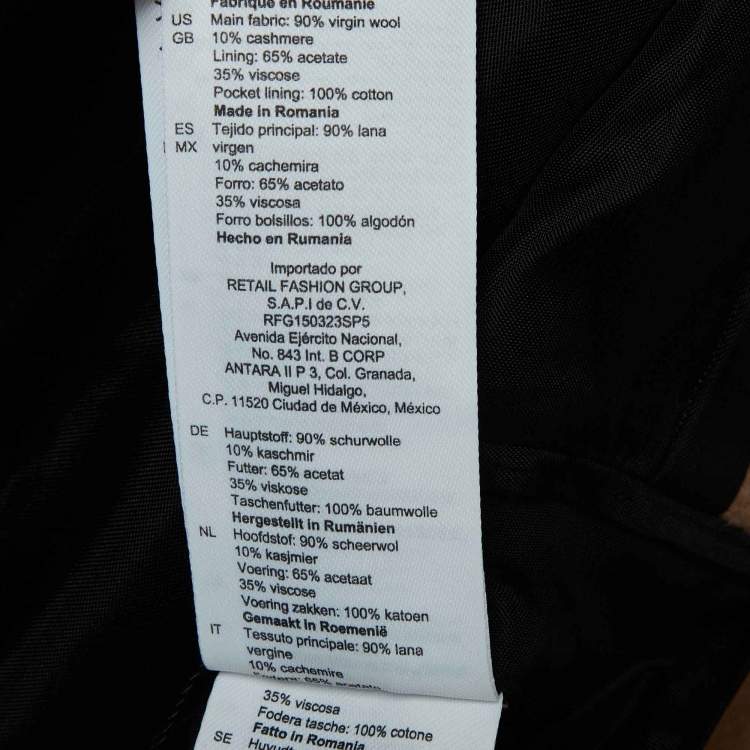 Fabriqué en Roumanie
US Main fabric: 90% virgin wool
GB 10% cashmere
Lining: 65% acetate
35% viscose
Pocket lining: 100% cotton
Made in Romania
ES Tejido principal: 90% lana
MX virgen
10% cachemira
Forro: 65% acetato
35% viscosa
Forro bolsillos: 100% algodón
Hecho en Rumania
Importado por
RETAIL FASHION GROUP,
S.A.P.I de C.V.
RFG150323SP5
Avenida Ejército Nacional,
No. 843 Int. B CORP
ANTARA II P 3, Col. Granada,
Miguel Hidalgo,
C.P. 11520 Ciudad de México, México
DE Hauptstoff: 90% schurwolle
10% kaschmir
Futter: 65% acetat
35% viskose
Taschenfutter: 100% baumwolle
Hergestellt in Rumänien
NL Hoofdstof: 90% scheerwol
10% kasjmier
Voering: 65% acetaat
35% viscose
Voering zakken: 100% katoen
Gemaakt in Roemenië
IT Tessuto principale: 90% lana
vergine
10% cachemire
35% viscosa
Fodera tasche: 100% cotone
Fatto in Romania
SE